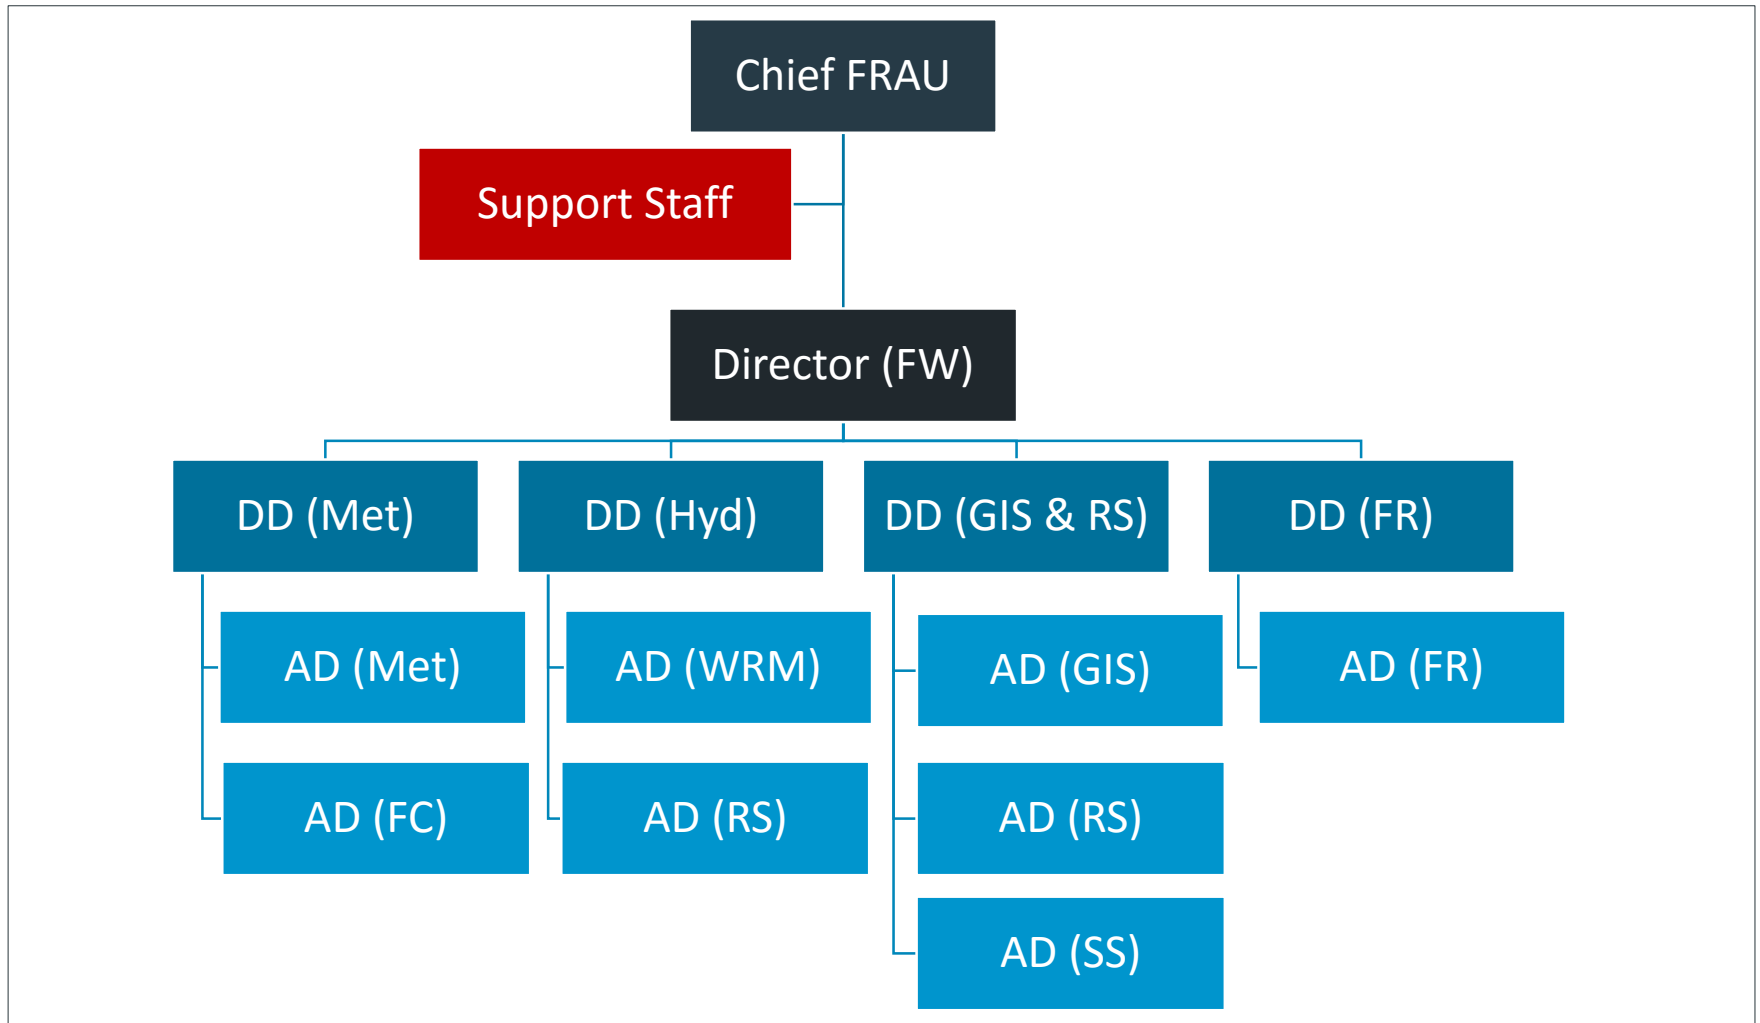 Chief FRAU
Support Staff
Director (FW)
DD (Met)
DD (Hyd)
DD (GIS & RS)
DD (FR)
AD (Met)
AD (WRM)
AD (GIS)
AD (FR)
AD (FC)
AD (RS)
AD (RS)
AD (SS)